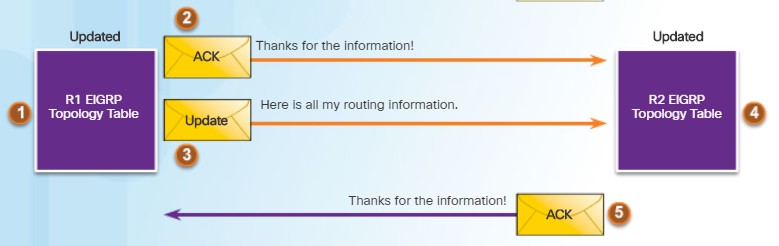 2
Updated
Updated
ACK
Thanks for the information!
1
R1 EIGRP
Topology Table
Update
Here is all my routing information.
R2 EIGRP
Topology Table
4
3
Thanks for the information!
ACK
5